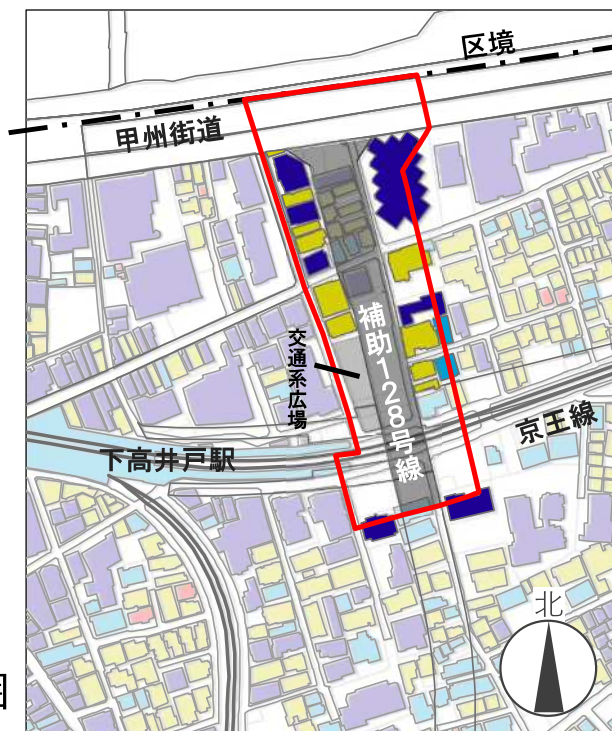 区境
甲州街道
補助128号線
交通系広場
京王線
下高井戸駅
北